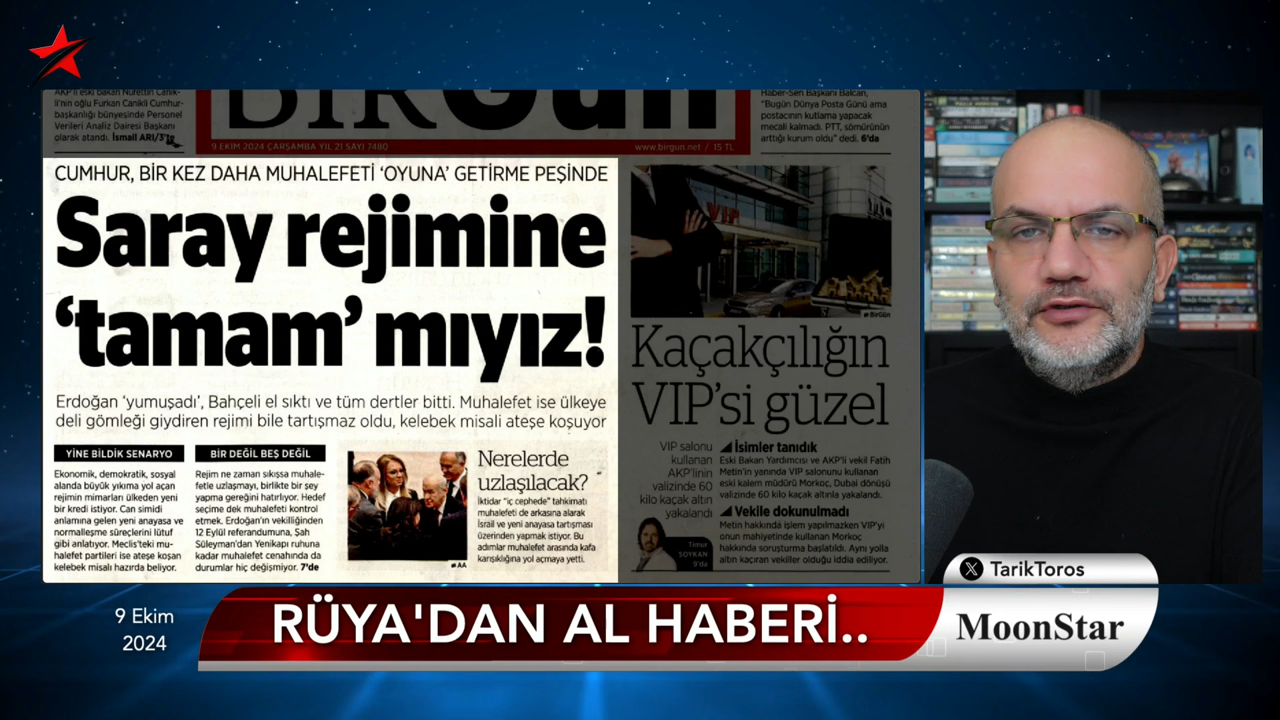 AKP'li eski bakan Nurettin Canik-
li'nin oğlu Furkan Canikli Cumhur-
başkanlığı bünyesinde Personel
Verileri Analiz Dairesi Başkanı
olarak atandı. İsmail ARI/3'te
BirGün
9 EKİM 2024 ÇARŞAMBA YIL 21 SAYI 7480
www.birgun.net / 15 TL
Haber-Sen Başkanı Balcan,
"Bugün Dünya Posta Günü ama
postacının kutlama yapacak
mecali kalmadı. PTT, sömürünün
arttığı kurum oldu" dedi. 6'da
CUMHUR, BİR KEZ DAHA MUHALEFETİ 'OYUNA' GETİRME PEŞİNDE
Saray rejimine
'tamam' mıyız!
Erdoğan 'yumuşadı', Bahçeli el sıktı ve tüm dertler bitti. Muhalefet ise ülkeye
deli gömleği giydiren rejimi bile tartışmaz oldu, kelebek misali ateşe koşuyor
YİNE BİLDİK SENARYO
Ekonomik, demokratik, sosyal
alanda büyük yıkıma yol açan
rejimin mimarları ülkeden yeni
bir kredi istiyor. Can simidi
anlamına gelen yeni anayasa ve
normalleşme süreçlerini lütuf
gibi anlatıyor. Meclis'teki mu-
halefet partileri ise ateşe koşan
kelebek misali hazırda beliyor.
BİR DEĞİL BEŞ DEĞİL
Rejim ne zaman sıkışsa muhale-
fetle uzlaşmayı, birlikte bir şey
yapma gereğini hatırlıyor. Hedef
seçime dek muhalefeti kontrol
etmek. Erdoğan'ın vekilliğinden
12 Eylül referandumuna, Şah
Süleyman'dan Yenikapı ruhuna
kadar muhalefet cenahında da
durumlar hiç değişmiyor. 7'de
AA
Nerelerde
uzlaşılacak?
İktidar "iç cephede" tahkimatı
muhalefeti de arkasına alarak
İsrail ve yeni anayasa tartışması
üzerinden yapmak istiyor. Bu
adımlar muhalefet arasında kafa
karışıklığına yol açmaya yetti.
VIP
BirGün
Kaçakçılığın
VIP'si güzel
VIP salonu
kullanan
AKP'linin
valizinde 60
kilo kaçak altınla
yakalandı
Timur
SOYKAN
9'da
İsimler tanıdık
Eski Bakan Yardımcısı ve AKP'li vekil Fatih
Metin'in yanında VIP salonunu kullanan
eski kalem müdürü Morkoç, Dubai dönüşü
valizinde 60 kilo kaçak altınla yakalandı.
Vekile dokunulmadı
Metin hakkında işlem yapılmazken VIP'yi
onun mahiyetinde kullanan Morkoç
hakkında soruşturma başlatıldı. Aynı yolla
altın kaçıran vekiller olduğu iddia ediliyor.
TarikToros
9 Ekim
2024
RÜYA'DAN AL HABERİ..
MoonStar